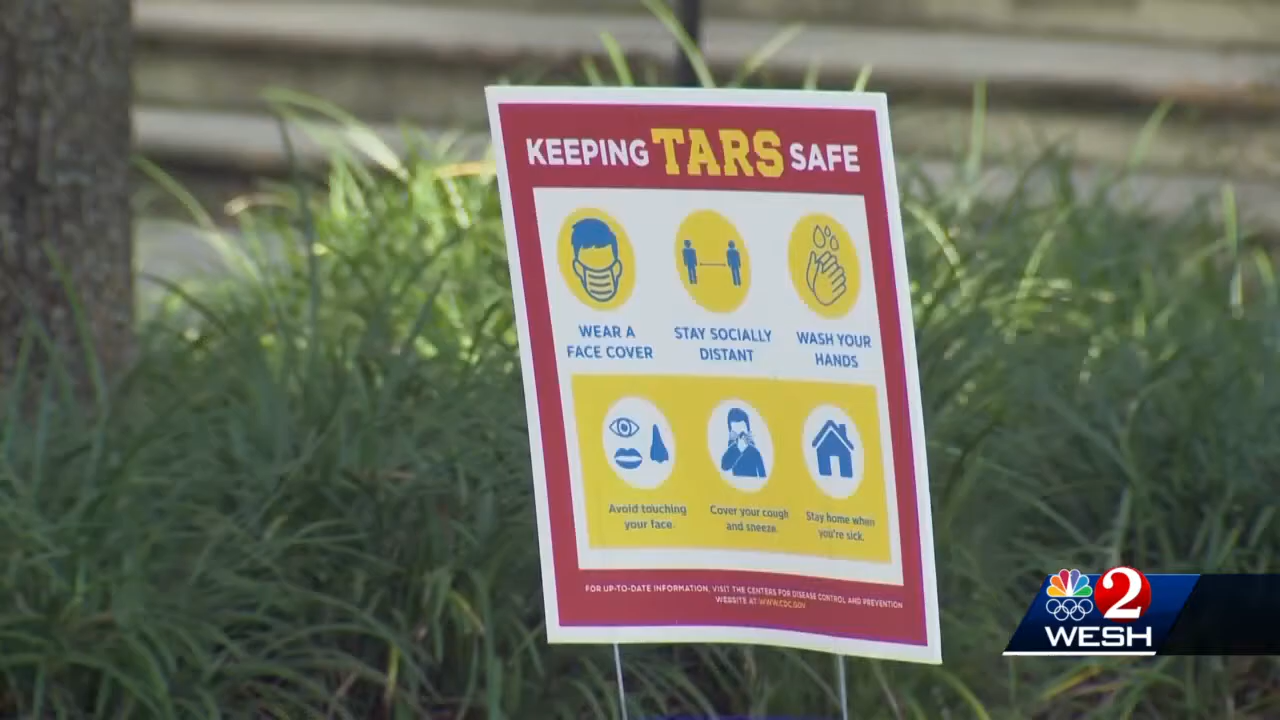 KEEPING TARS SAFE
WEAR A
FACE COVER
STAY SOCIALLY
DISTANT
WASH YOUR
HANDS
Avoid touching
your face.
Cover your cough
and sneeze.
Stay home when
you're sick.
FOR UP-TO-DATE INFORMATION, VISIT THE CENTERS FOR DISEASE CONTROL AND PREVENTION
WEBSITE AT WWW.CDC.GOV
2
WESH